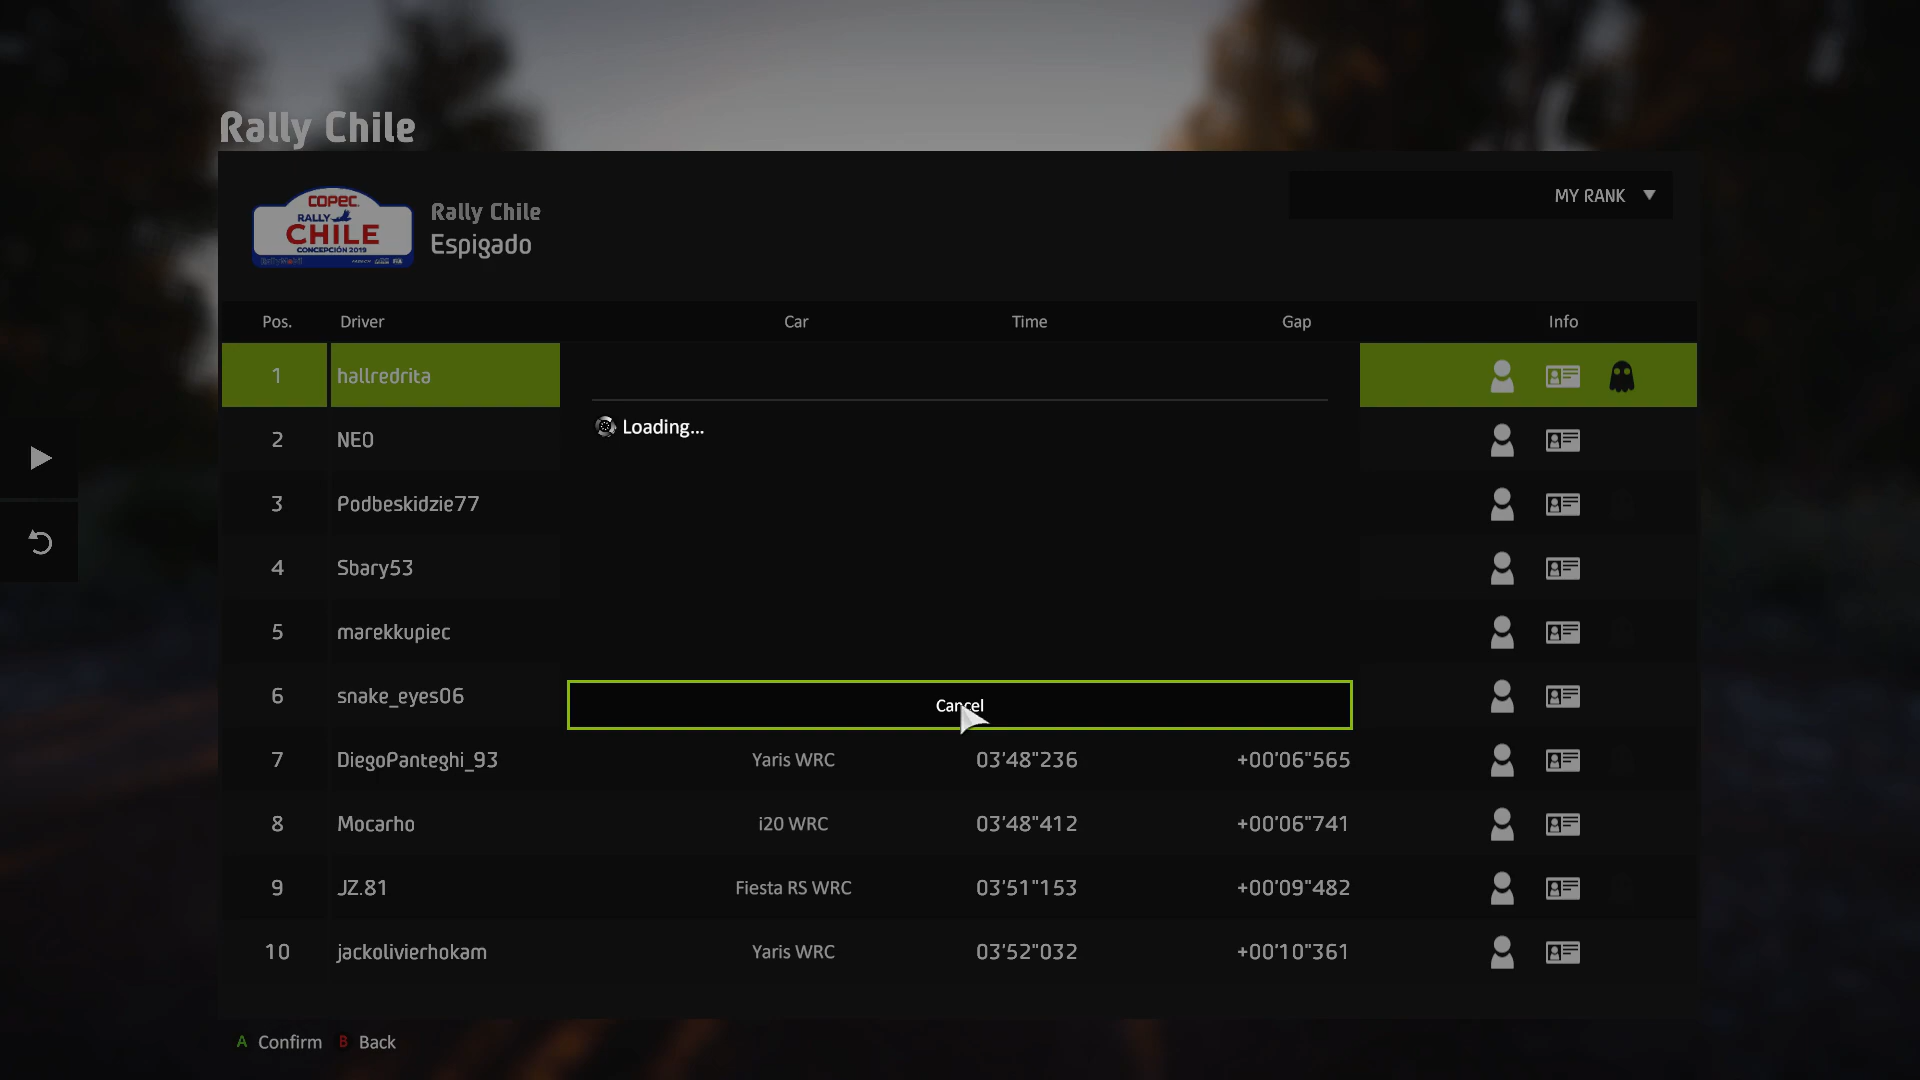 Rally Chile
COPEC
RALLY
CHILE
CONCEPCIÓN 2019
RallyMobil
Rally Chile
Espigado
MY RANK
Pos. Driver Car Time Gap Info
1 hallredrita
Loading...
2 NEO
3 Podbeskidzie77
4 Sbary53
5 marekkupiec
6 snake_eyes06
Cancel
7 DiegoPanteghi_93 Yaris WRC 03'48"236 +00'06"565
8 Mocarho i20 WRC 03'48"412 +00'06"741
9 JZ.81 Fiesta RS WRC 03'51"153 +00'09"482
10 jackolivierhokam Yaris WRC 03'52"032 +00'10"361
A Confirm B Back